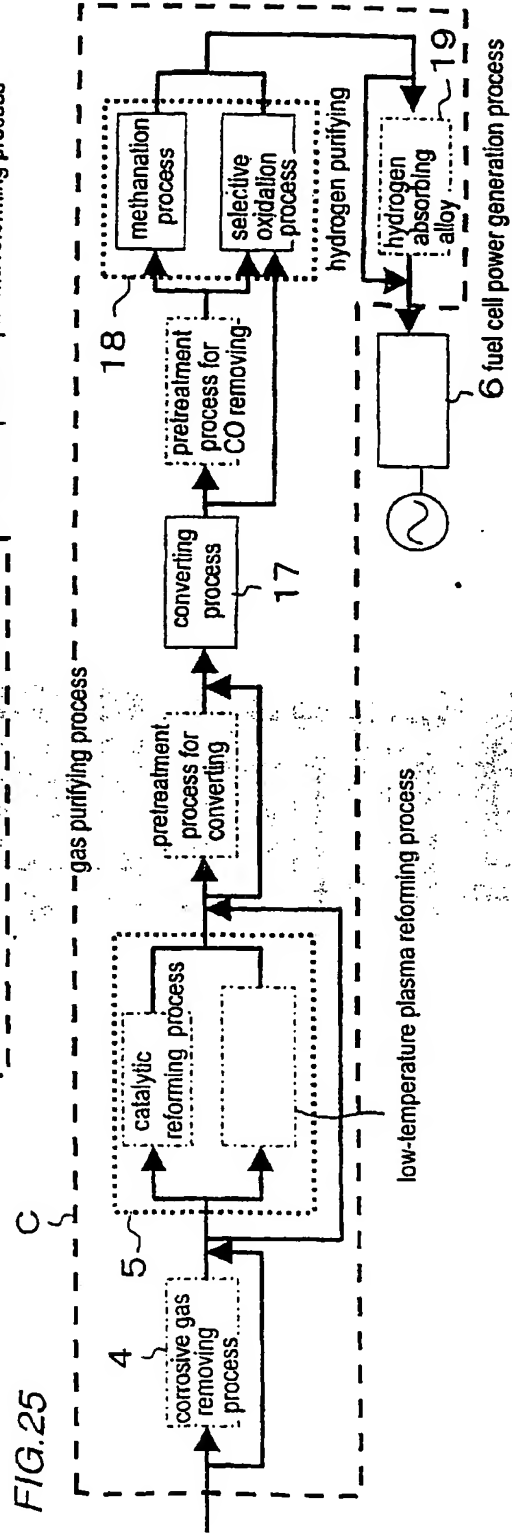 FIG.25
C
gas purifying process
4
corrosive gas
removing
process
5
catalytic
reforming process
low-temperature plasma reforming process
pretreatment
process for
converting
converting
process
17
pretreatment
process for
CO removing
18
methanation
process
selective
oxidation
process
hydrogen purifying
19
hydrogen
absorbing
alloy
6 fuel cell power generation process